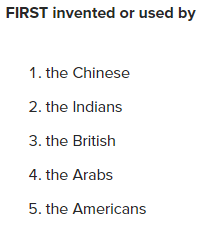 FIRST invented or used by
1. the Chinese
2. the Indians
3. the British
4. the Arabs
5. the Americans